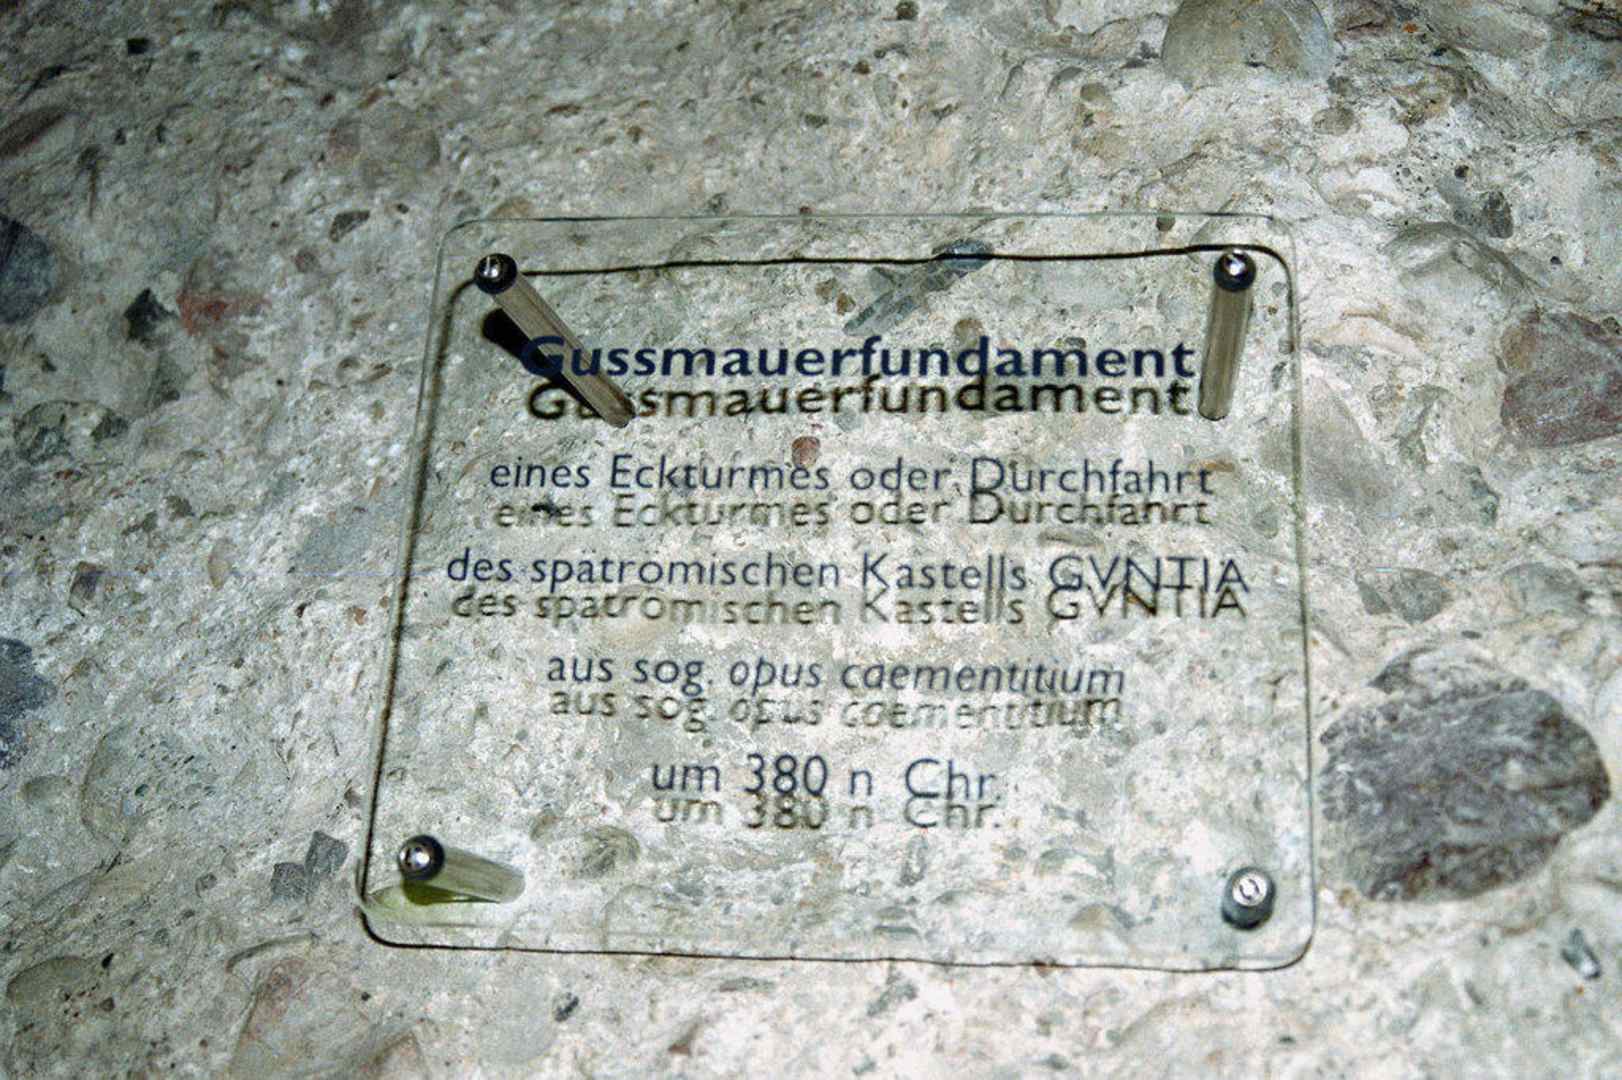 Gussmauerfundament
eines Eckturmes oder Durchfahrt
des spätrömischen Kastells GVNTIA
aus sog. opus caementitium
um 380 n Chr.